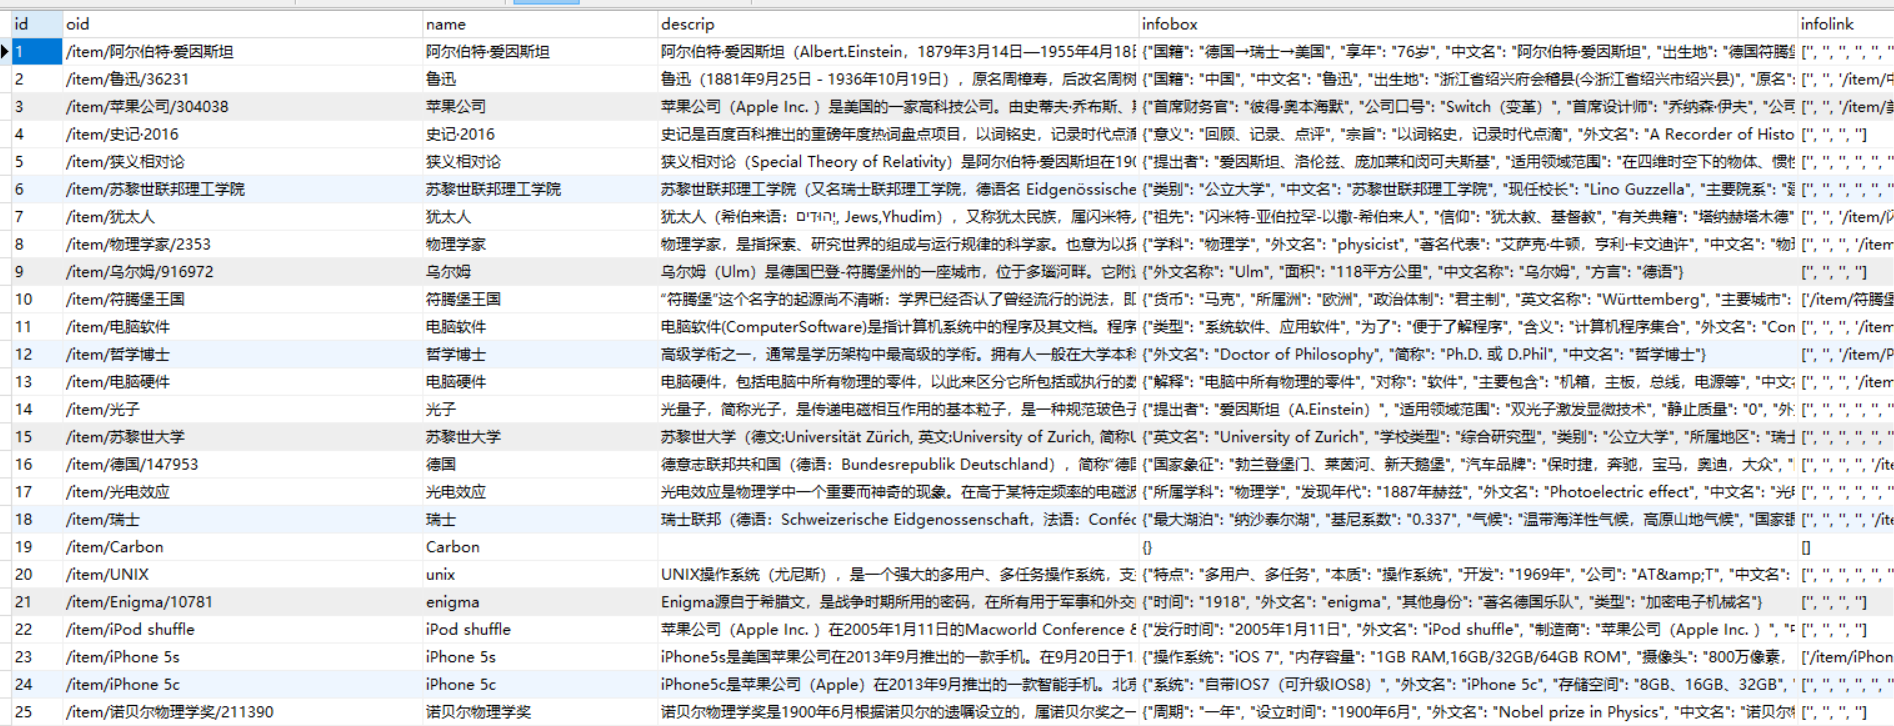 id oid name descrip infobox infolink
1 /item/阿尔伯特·爱因斯坦 阿尔伯特·爱因斯坦 阿尔伯特·爱因斯坦（Albert.Einstein，1879年3月14日—1955年4月18 {"国籍": "德国→瑞士→美国", "享年": "76岁", "中文名": "阿尔伯特·爱因斯坦", "出生地": "德国符腾 ['', '', '', '', '', '
2 /item/鲁迅/36231 鲁迅 鲁迅（1881年9月25日 - 1936年10月19日），原名周樟寿，后改名周树 {"国籍": "中国", "中文名": "鲁迅", "出生地": "浙江省绍兴府会稽县(今浙江省绍兴市绍兴县)", "原名": ['', '', '/item/
3 /item/苹果公司/304038 苹果公司 苹果公司（Apple Inc. ）是美国的一家高科技公司。由史蒂夫·乔布斯、 {"首席财务官": "彼得·奥本海默", "公司口号": "Switch（变革）", "首席设计师": "乔纳森·伊夫", "公司 ['', '', '', '/item/
4 /item/史记·2016 史记·2016 史记是百度百科推出的重磅年度热词盘点项目，以词铭史，记录时代点滴 {"意义": "回顾、记录、点评", "宗旨": "以词铭史，记录时代点滴", "外文名": "A Recorder of Histo ['', '', '', '']
5 /item/狭义相对论 狭义相对论 狭义相对论（Special Theory of Relativity）是阿尔伯特·爱因斯坦在190 {"提出者": "爱因斯坦、洛伦兹、庞加莱和闵可夫斯基", "适用领域范围": "在四维时空下的物体、惯 ['', '', '', '', '', '
6 /item/苏黎世联邦理工学院 苏黎世联邦理工学院 苏黎世联邦理工学院（又名瑞士联邦理工学院，德语名 Eidgenössische {"类别": "公立大学", "中文名": "苏黎世联邦理工学院", "现任校长": "Lino Guzzella", "主要院系": " ['', '', '', '', '', '
7 /item/犹太人 犹太人 犹太人（希伯来语：יְהוּדִים, Jews,Yhudim），又称犹太民族，属闪米特 {"祖先": "闪米特-亚伯拉罕-以撒-希伯来人", "信仰": "犹太教、基督教", "有关典籍": "塔纳赫塔木德" ['', '', '/item/闪
8 /item/物理学家/2353 物理学家 物理学家，是指探索、研究世界的组成与运行规律的科学家。也意为以探 {"学科": "物理学", "外文名": "physicist", "著名代表": "艾萨克·牛顿，亨利·卡文迪许", "中文名": "物 ['', '', '', '/item
9 /item/乌尔姆/916972 乌尔姆 乌尔姆（Ulm）是德国巴登-符腾堡州的一座城市，位于多瑙河畔。它附 {"外文名称": "Ulm", "面积": "118平方公里", "中文名称": "乌尔姆", "方言": "德语"} ['', '', '', '']
10 /item/符腾堡王国 符腾堡王国 “符腾堡”这个名字的起源尚不清晰：学界已经否认了曾经流行的说法，即 {"货币": "马克", "所属洲": "欧洲", "政治体制": "君主制", "英文名称": "Württemberg", "主要城市": ['/item/符腾堡
11 /item/电脑软件 电脑软件 电脑软件(ComputerSoftware)是指计算机系统中的程序及其文档。程序 {"类型": "系统软件、应用软件", "为了": "便于了解程序", "含义": "计算机程序集合", "外文名": "Con ['', '', '', '/item
12 /item/哲学博士 哲学博士 高级学衔之一，通常是学历架构中最高级的学衔。拥有人一般在大学本科 {"外文名": "Doctor of Philosophy", "简称": "Ph.D. 或 D.Phil", "中文名": "哲学博士"} ['', '', '/item/P
13 /item/电脑硬件 电脑硬件 电脑硬件，包括电脑中所有物理的零件，以此来区分它所包括或执行的数 {"解释": "电脑中所有物理的零件", "对称": "软件", "主要包含": "机箱，主板，总线，电源等", "中文 ['', '', '', '/item
14 /item/光子 光子 光量子，简称光子，是传递电磁相互作用的基本粒子，是一种规范玻色子 {"提出者": "爱因斯坦（A.Einstein）", "适用领域范围": "双光子激发显微技术", "静止质量": "0", "外 ['', '', '', '', '', '
15 /item/苏黎世大学 苏黎世大学 苏黎世大学（德文:Universität Zürich, 英文:University of Zurich, 简称U {"英文名": "University of Zurich", "学校类型": "综合研究型", "类别": "公立大学", "所属地区": "瑞士 ['', '', '', '', '', '
16 /item/德国/147953 德国 德意志联邦共和国（德语：Bundesrepublik Deutschland），简称“德国 {"国家象征": "勃兰登堡门、莱茵河、新天鹅堡", "汽车品牌": "保时捷，奔驰，宝马，奥迪，大众", " ['', '', '', '', '/ite
17 /item/光电效应 光电效应 光电效应是物理学中一个重要而神奇的现象。在高于某特定频率的电磁波 {"所属学科": "物理学", "发现年代": "1887年赫兹", "外文名": "Photoelectric effect", "中文名": "光 ['', '', '', '', '', '
18 /item/瑞士 瑞士 瑞士联邦（德语：Schweizerische Eidgenossenschaft，法语：Conféc {"最大湖泊": "纳沙泰尔湖", "基尼系数": "0.337", "气候": "温带海洋性气候，高原山地气候", "国家银 ['', '', '', '', '/ite
19 /item/Carbon Carbon {} []
20 /item/UNIX unix UNIX操作系统（尤尼斯），是一个强大的多用户、多任务操作系统，支 {"特点": "多用户、多任务", "本质": "操作系统", "开发": "1969年", "公司": "AT&amp;T", "中文名": ['', '', '', '', '', '
21 /item/Enigma/10781 enigma Enigma源自于希腊文，是战争时期所用的密码，在所有用于军事和外交 {"时间": "1918", "外文名": "enigma", "其他身份": "著名德国乐队", "类型": "加密电子机械名"} ['', '', '', '']
22 /item/iPod shuffle iPod shuffle 苹果公司（Apple Inc. ）在2005年1月11日的Macworld Conference & {"发行时间": "2005年1月11日", "外文名": "iPod shuffle", "制造商": "苹果公司（Apple Inc. ）", " ['', '', '', '']
23 /item/iPhone 5s iPhone 5s iPhone5s是美国苹果公司在2013年9月推出的一款手机。在9月20日于1 {"操作系统": "iOS 7", "内存容量": "1GB RAM,16GB/32GB/64GB ROM", "摄像头": "800万像素， ['/item/iPhon
24 /item/iPhone 5c iPhone 5c iPhone5c是苹果公司（Apple）在2013年9月推出的一款智能手机。北京 {"系统": "自带IOS7（可升级IOS8）", "外文名": "iPhone 5c", "存储空间": "8GB、16GB、32GB", ['', '', '', '', '', '
25 /item/诺贝尔物理学奖/211390 诺贝尔物理学奖 诺贝尔物理学奖是1900年6月根据诺贝尔的遗嘱设立的，属诺贝尔奖之一 {"周期": "一年", "设立时间": "1900年6月", "外文名": "Nobel prize in Physics", "中文名": "诺贝尔 ['', '', '', '/item